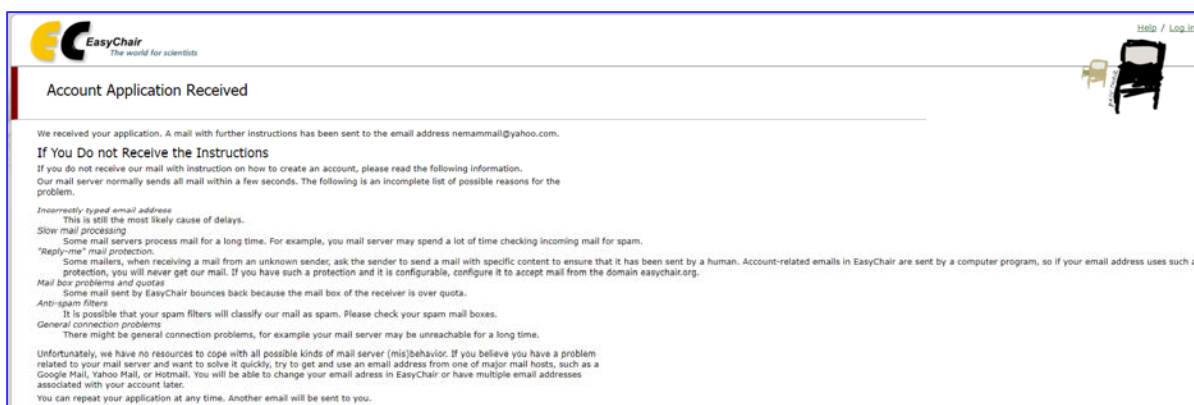 EC EasyChair
The world for scientists
Help / Log in
EASYCHAIR
Account Application Received
We received your application. A mail with further instructions has been sent to the email address nemammail@yahoo.com.
If You Do not Receive the Instructions
If you do not receive our mail with instruction on how to create an account, please read the following information.
Our mail server normally sends all mail within a few seconds. The following is an incomplete list of possible reasons for the
problem.
Incorrectly typed email address
This is still the most likely cause of delays.
Slow mail processing
Some mail servers process mail for a long time. For example, you mail server may spend a lot of time checking incoming mail for spam.
"Reply-me" mail protection.
Some mailers, when receiving a mail from an unknown sender, ask the sender to send a mail with specific content to ensure that it has been sent by a human. Account-related emails in EasyChair are sent by a computer program, so if your email address uses such a
protection, you will never get our mail. If you have such a protection and it is configurable, configure it to accept mail from the domain easychair.org.
Mail box problems and quotas
Some mail sent by EasyChair bounces back because the mail box of the receiver is over quota.
Anti-spam filters
It is possible that your spam filters will classify our mail as spam. Please check your spam mail boxes.
General connection problems
There might be general connection problems, for example your mail server may be unreachable for a long time.
Unfortunately, we have no resources to cope with all possible kinds of mail server (mis)behavior. If you believe you have a problem
related to your mail server and want to solve it quickly, try to get and use an email address from one of major mail hosts, such as a
Google Mail, Yahoo Mail, or Hotmail. You will be able to change your email adress in EasyChair or have multiple email addresses
associated with your account later.
You can repeat your application at any time. Another email will be sent to you.